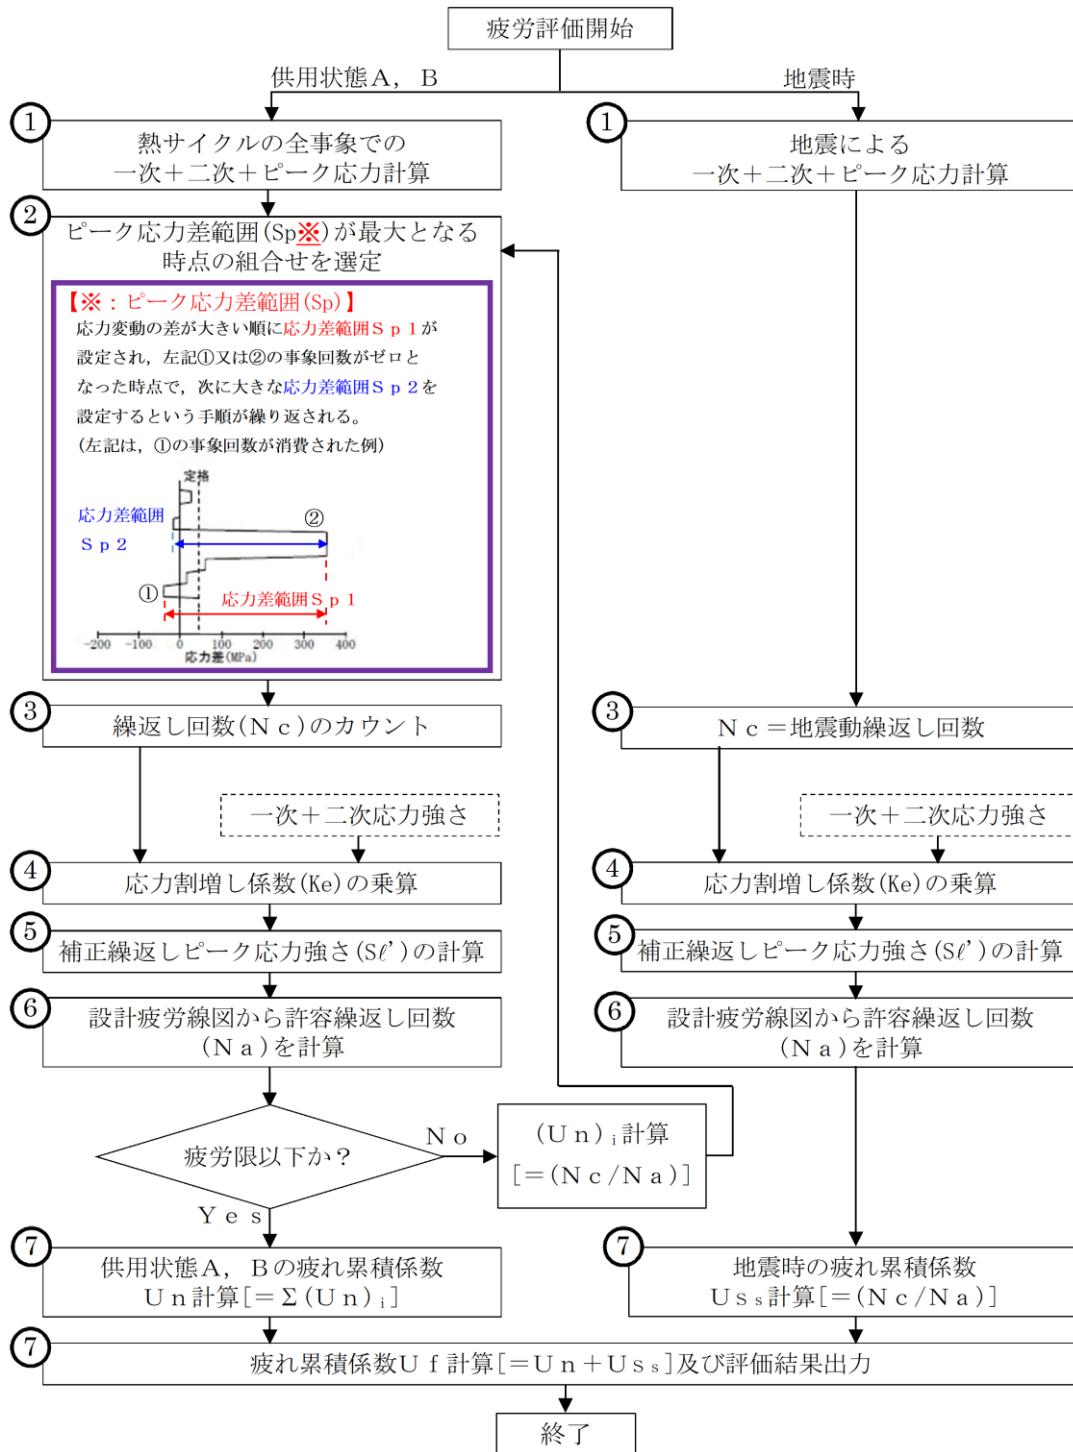 疲労評価開始
供用状態Ａ，Ｂ
地震時
①
熱サイクルの全事象での
一次＋二次＋ピーク応力計算
①
地震による
一次＋二次＋ピーク応力計算
②
ピーク応力差範囲(Sp※)が最大となる
時点の組合せを選定
【※：ピーク応力差範囲(Sp)】
応力変動の差が大きい順に応力差範囲Ｓｐ１が
設定され，左記①又は②の事象回数がゼロと
なった時点で，次に大きな応力差範囲Ｓｐ２を
設定するという手順が繰り返される。
(左記は，①の事象回数が消費された例)
定格
応力差範囲
Ｓｐ２
②
①
応力差範囲Ｓｐ１
-200 -100 0 100 200 300 400
応力差(MPa)
③
繰返し回数(Ｎｃ)のカウント
③
Ｎｃ＝地震動繰返し回数
一次＋二次応力強さ
一次＋二次応力強さ
④
応力割増し係数(Ke)の乗算
④
応力割増し係数(Ke)の乗算
⑤
補正繰返しピーク応力強さ(Sℓ’)の計算
⑤
補正繰返しピーク応力強さ(Sℓ’)の計算
⑥
設計疲労線図から許容繰返し回数
(Ｎａ)を計算
⑥
設計疲労線図から許容繰返し回数
(Ｎａ)を計算
疲労限以下か？
Ｎｏ
(Ｕｎ)ᵢ計算
[＝(Ｎｃ/Ｎａ)]
Ｙｅｓ
⑦
供用状態Ａ，Ｂの疲れ累積係数
Ｕｎ計算[＝Σ(Ｕｎ)ᵢ]
⑦
地震時の疲れ累積係数
Ｕｓｓ計算[＝(Ｎｃ/Ｎａ)]
⑦
疲れ累積係数Ｕｆ計算[＝Ｕｎ＋Ｕｓｓ]及び評価結果出力
終了